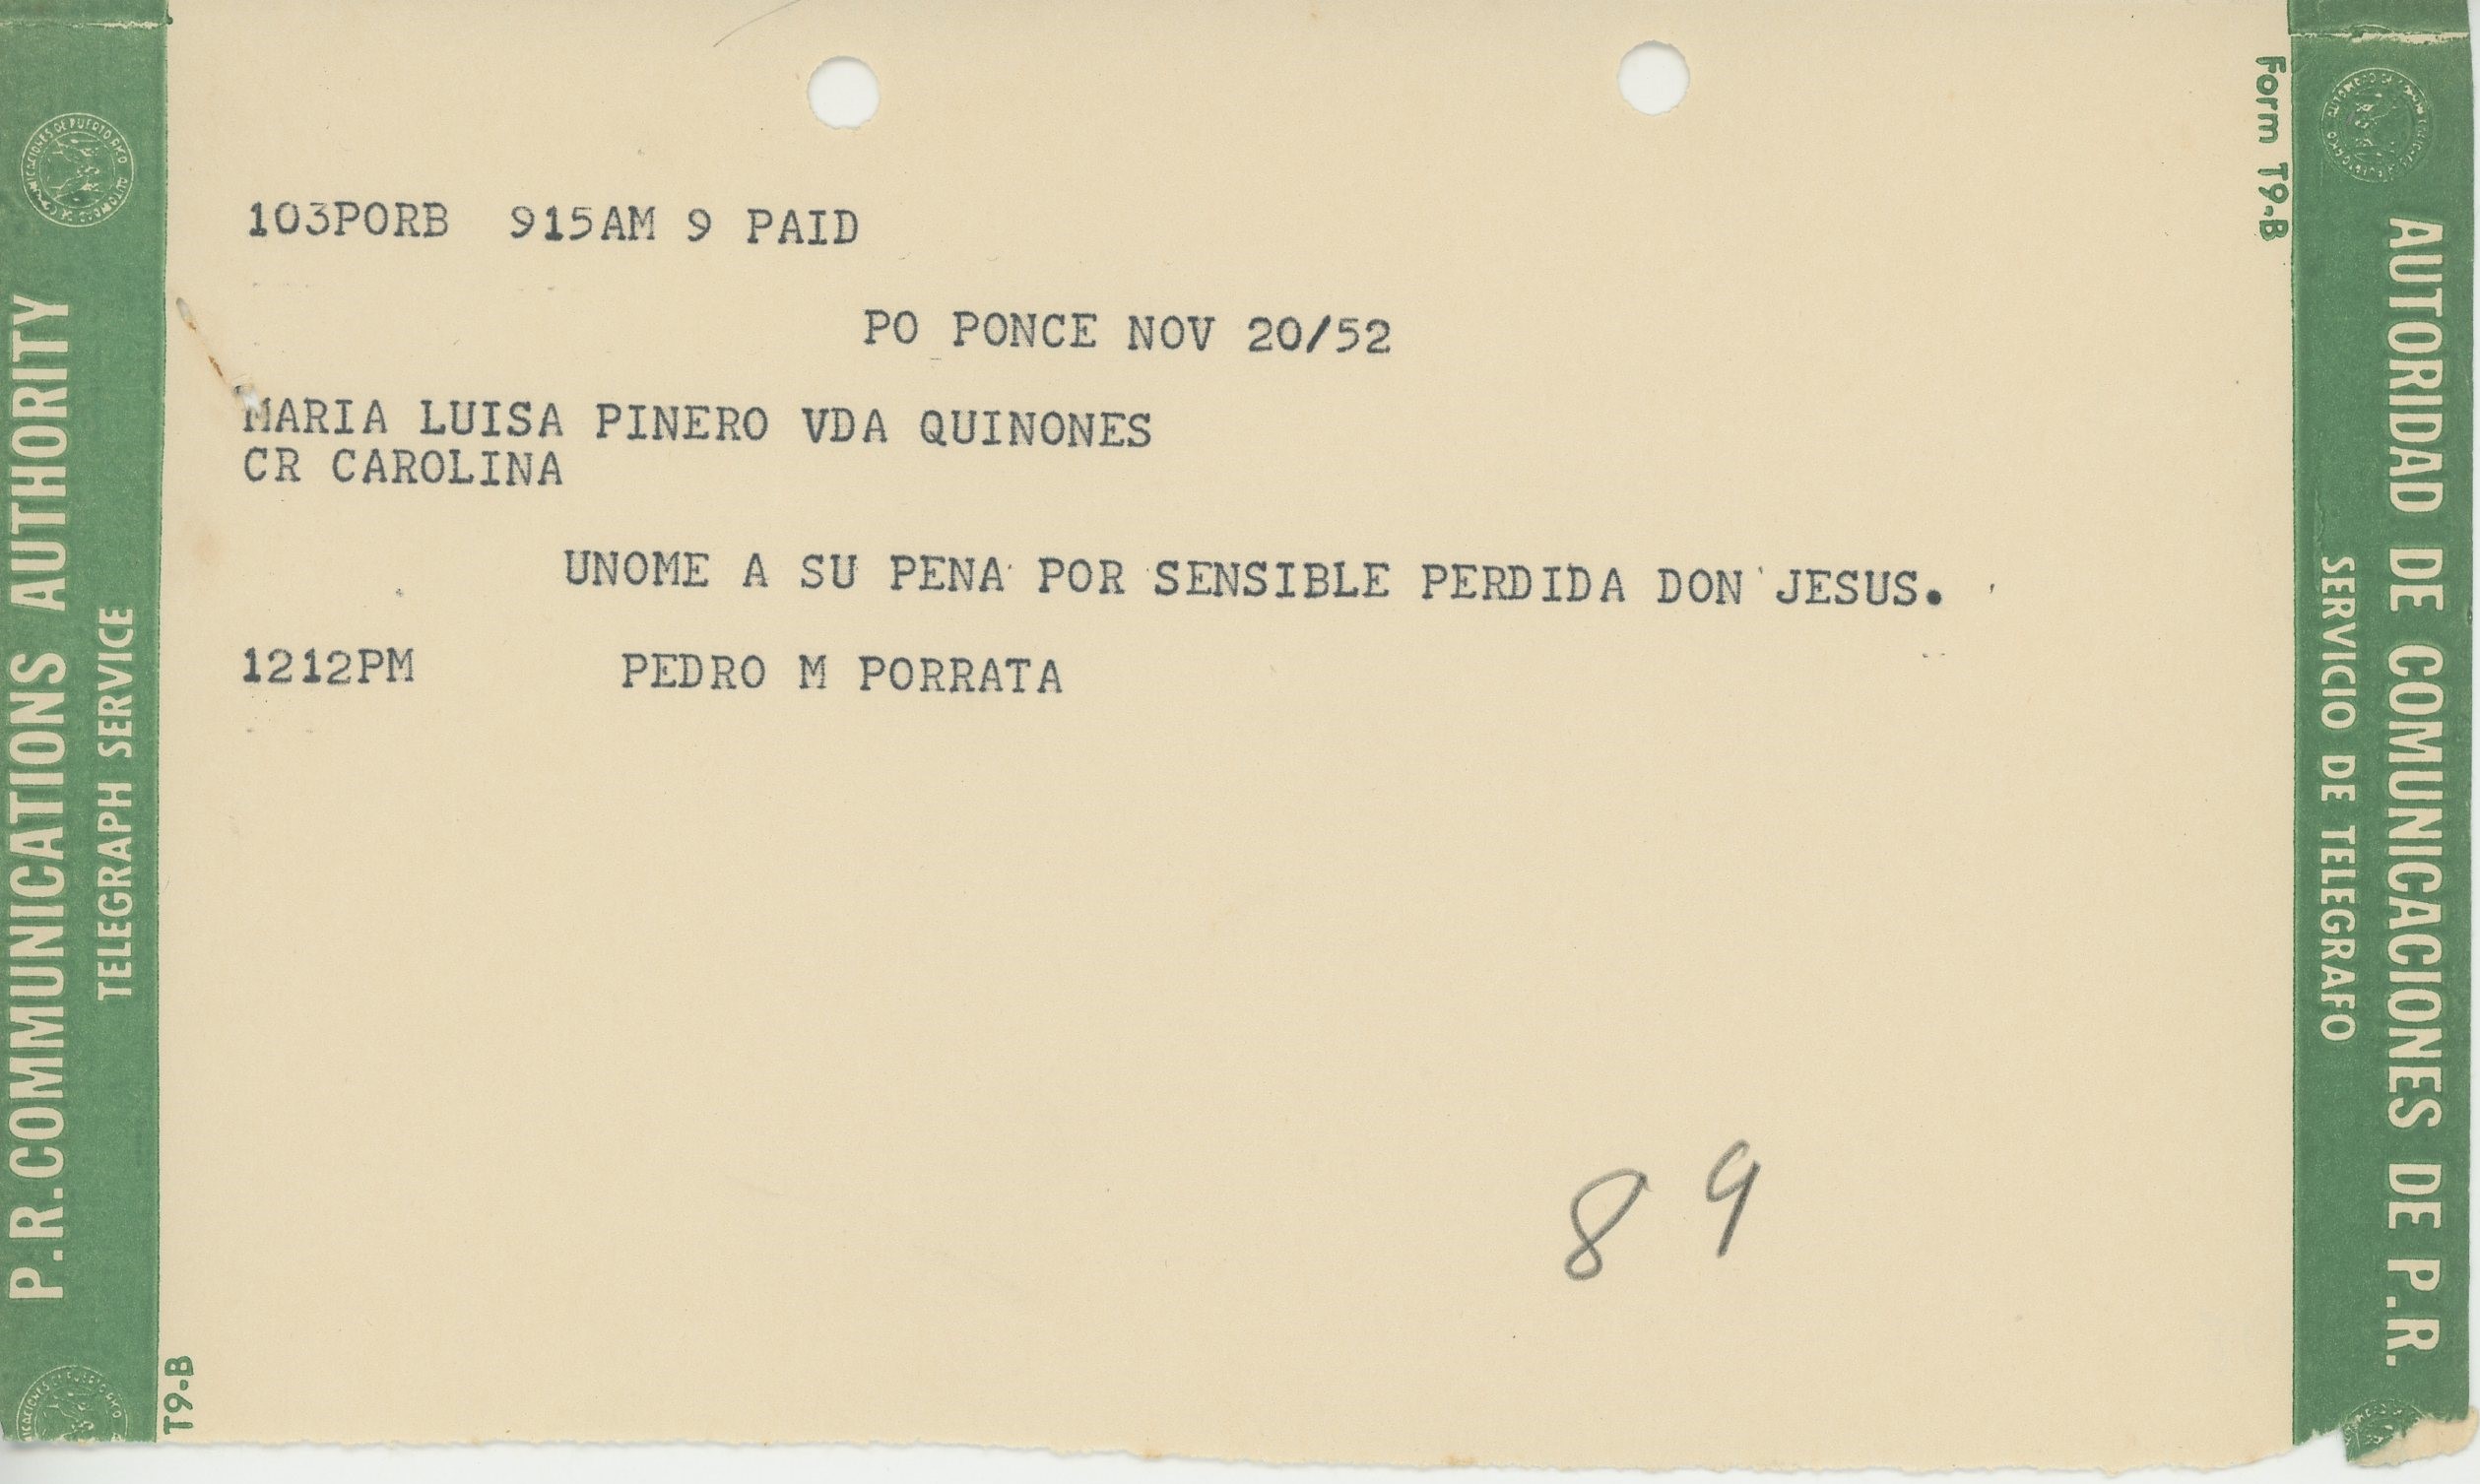 P.R.COMMUNICATIONS AUTHORITY
TELEGRAPH SERVICE
T9-B
103PORB 915AM 9 PAID
PO PONCE NOV 20/52
MARIA LUISA PINERO VDA QUINONES
CR CAROLINA
UNOME A SU PENA POR SENSIBLE PERDIDA DON JESUS.
1212PM PEDRO M PORRATA
89
Form T9-B
AUTORIDAD DE COMUNICACIONES DE P.R.
SERVICIO DE TELEGRAFO